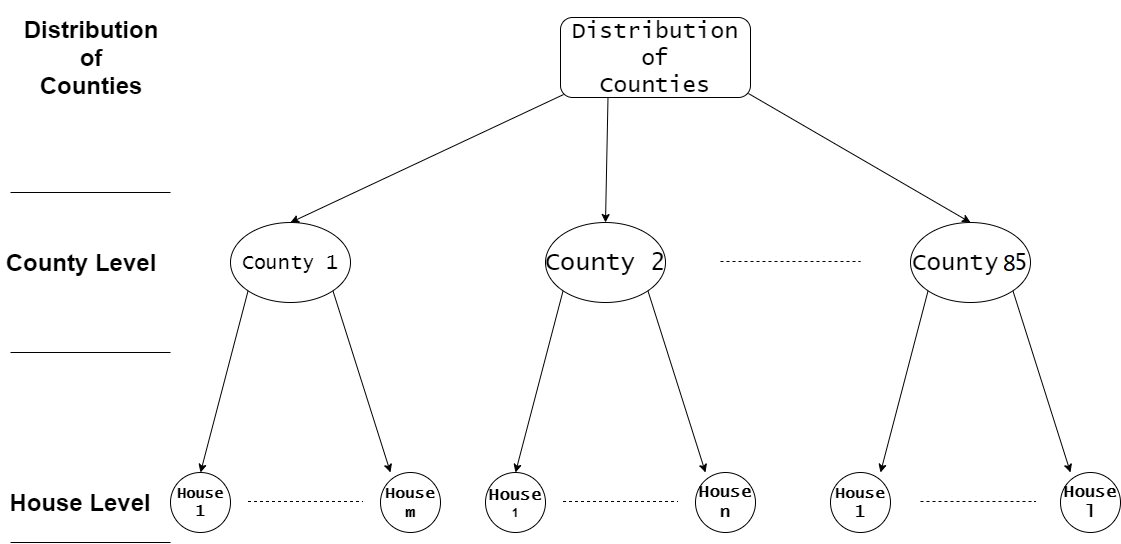 Distribution
of
Counties
Distribution
of
Counties
County Level
County 1
County 2
County 85
House Level
House
1
House
m
House
1
House
n
House
1
House
l